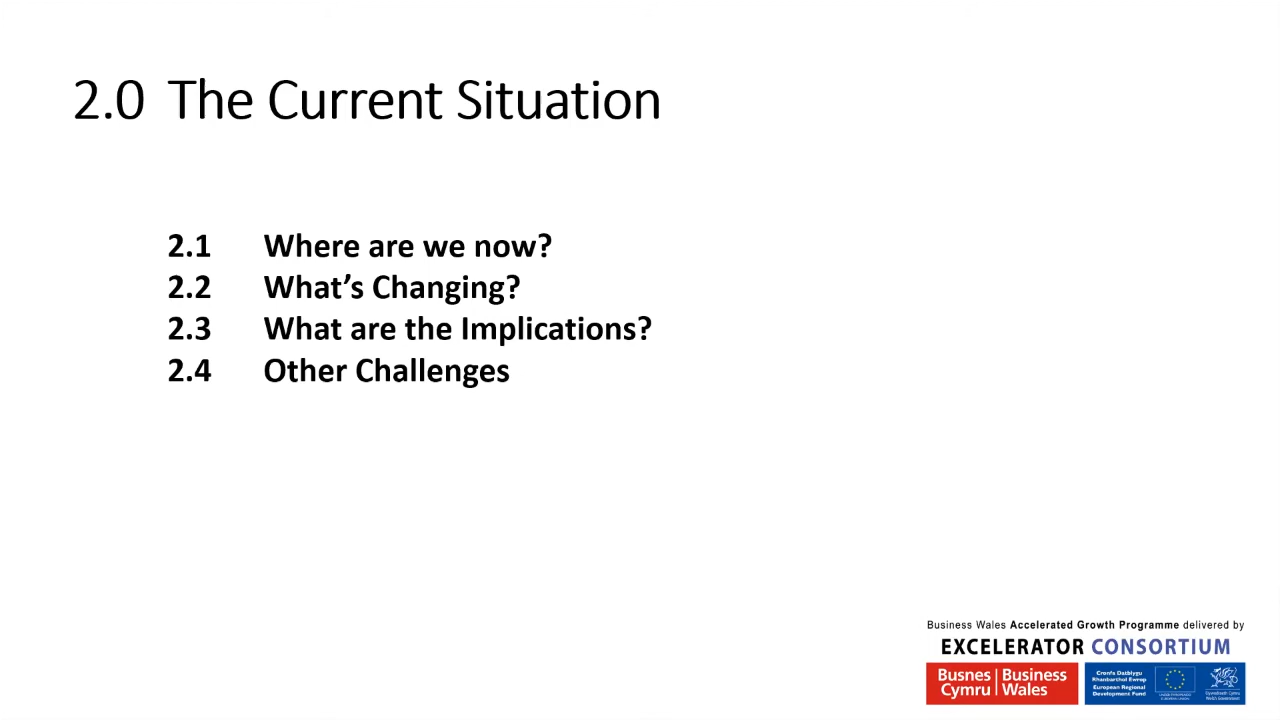 2.0 The Current Situation
2.1 Where are we now?
2.2 What’s Changing?
2.3 What are the Implications?
2.4 Other Challenges
Business Wales Accelerated Growth Programme delivered by
EXCELERATOR CONSORTIUM
Busnes Cymru
Business Wales
Cronfa Datblygu
Rhanbarthol Ewrop
European Regional
Development Fund